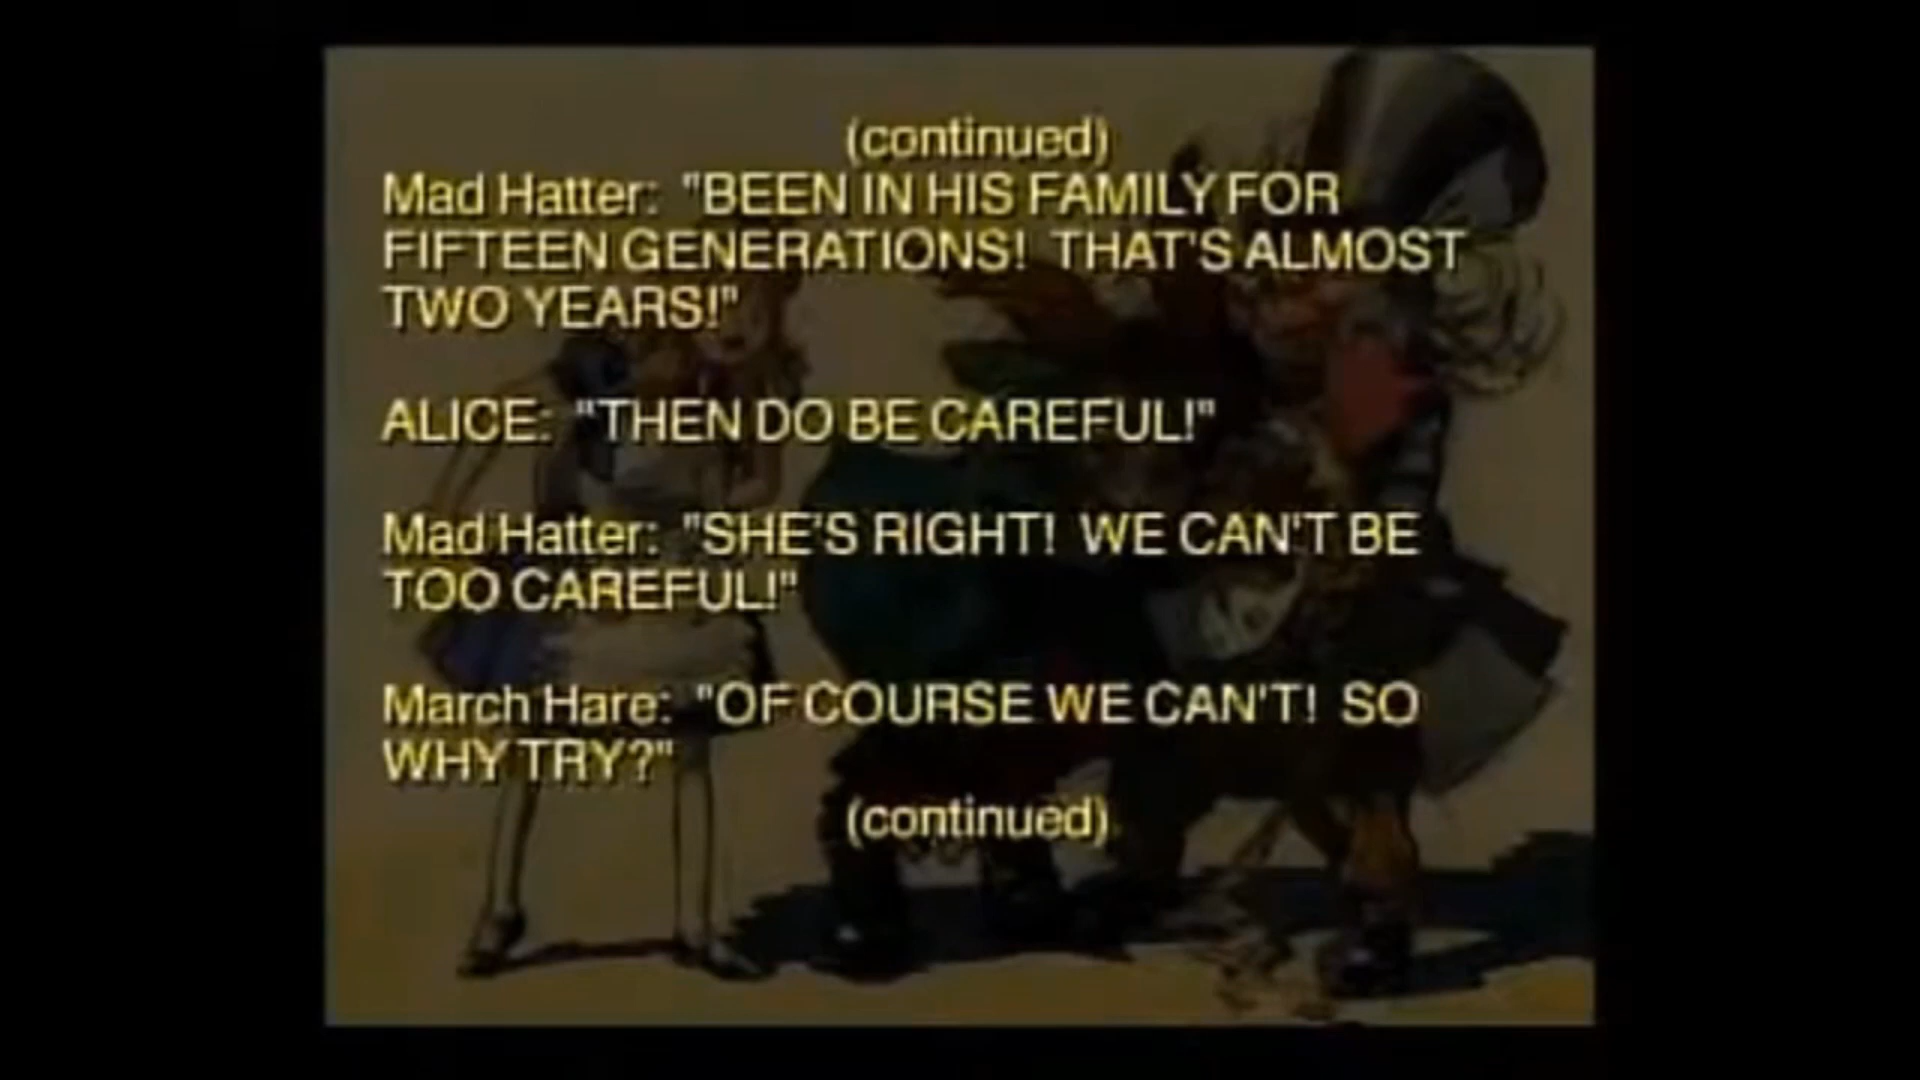 (continued)
Mad Hatter: "BEEN IN HIS FAMILY FOR
FIFTEEN GENERATIONS! THAT'S ALMOST
TWO YEARS!"
ALICE: "THEN DO BE CAREFUL!"
Mad Hatter: "SHE'S RIGHT! WE CAN'T BE
TOO CAREFUL!"
March Hare: "OF COURSE WE CAN'T! SO
WHY TRY?"
(continued)